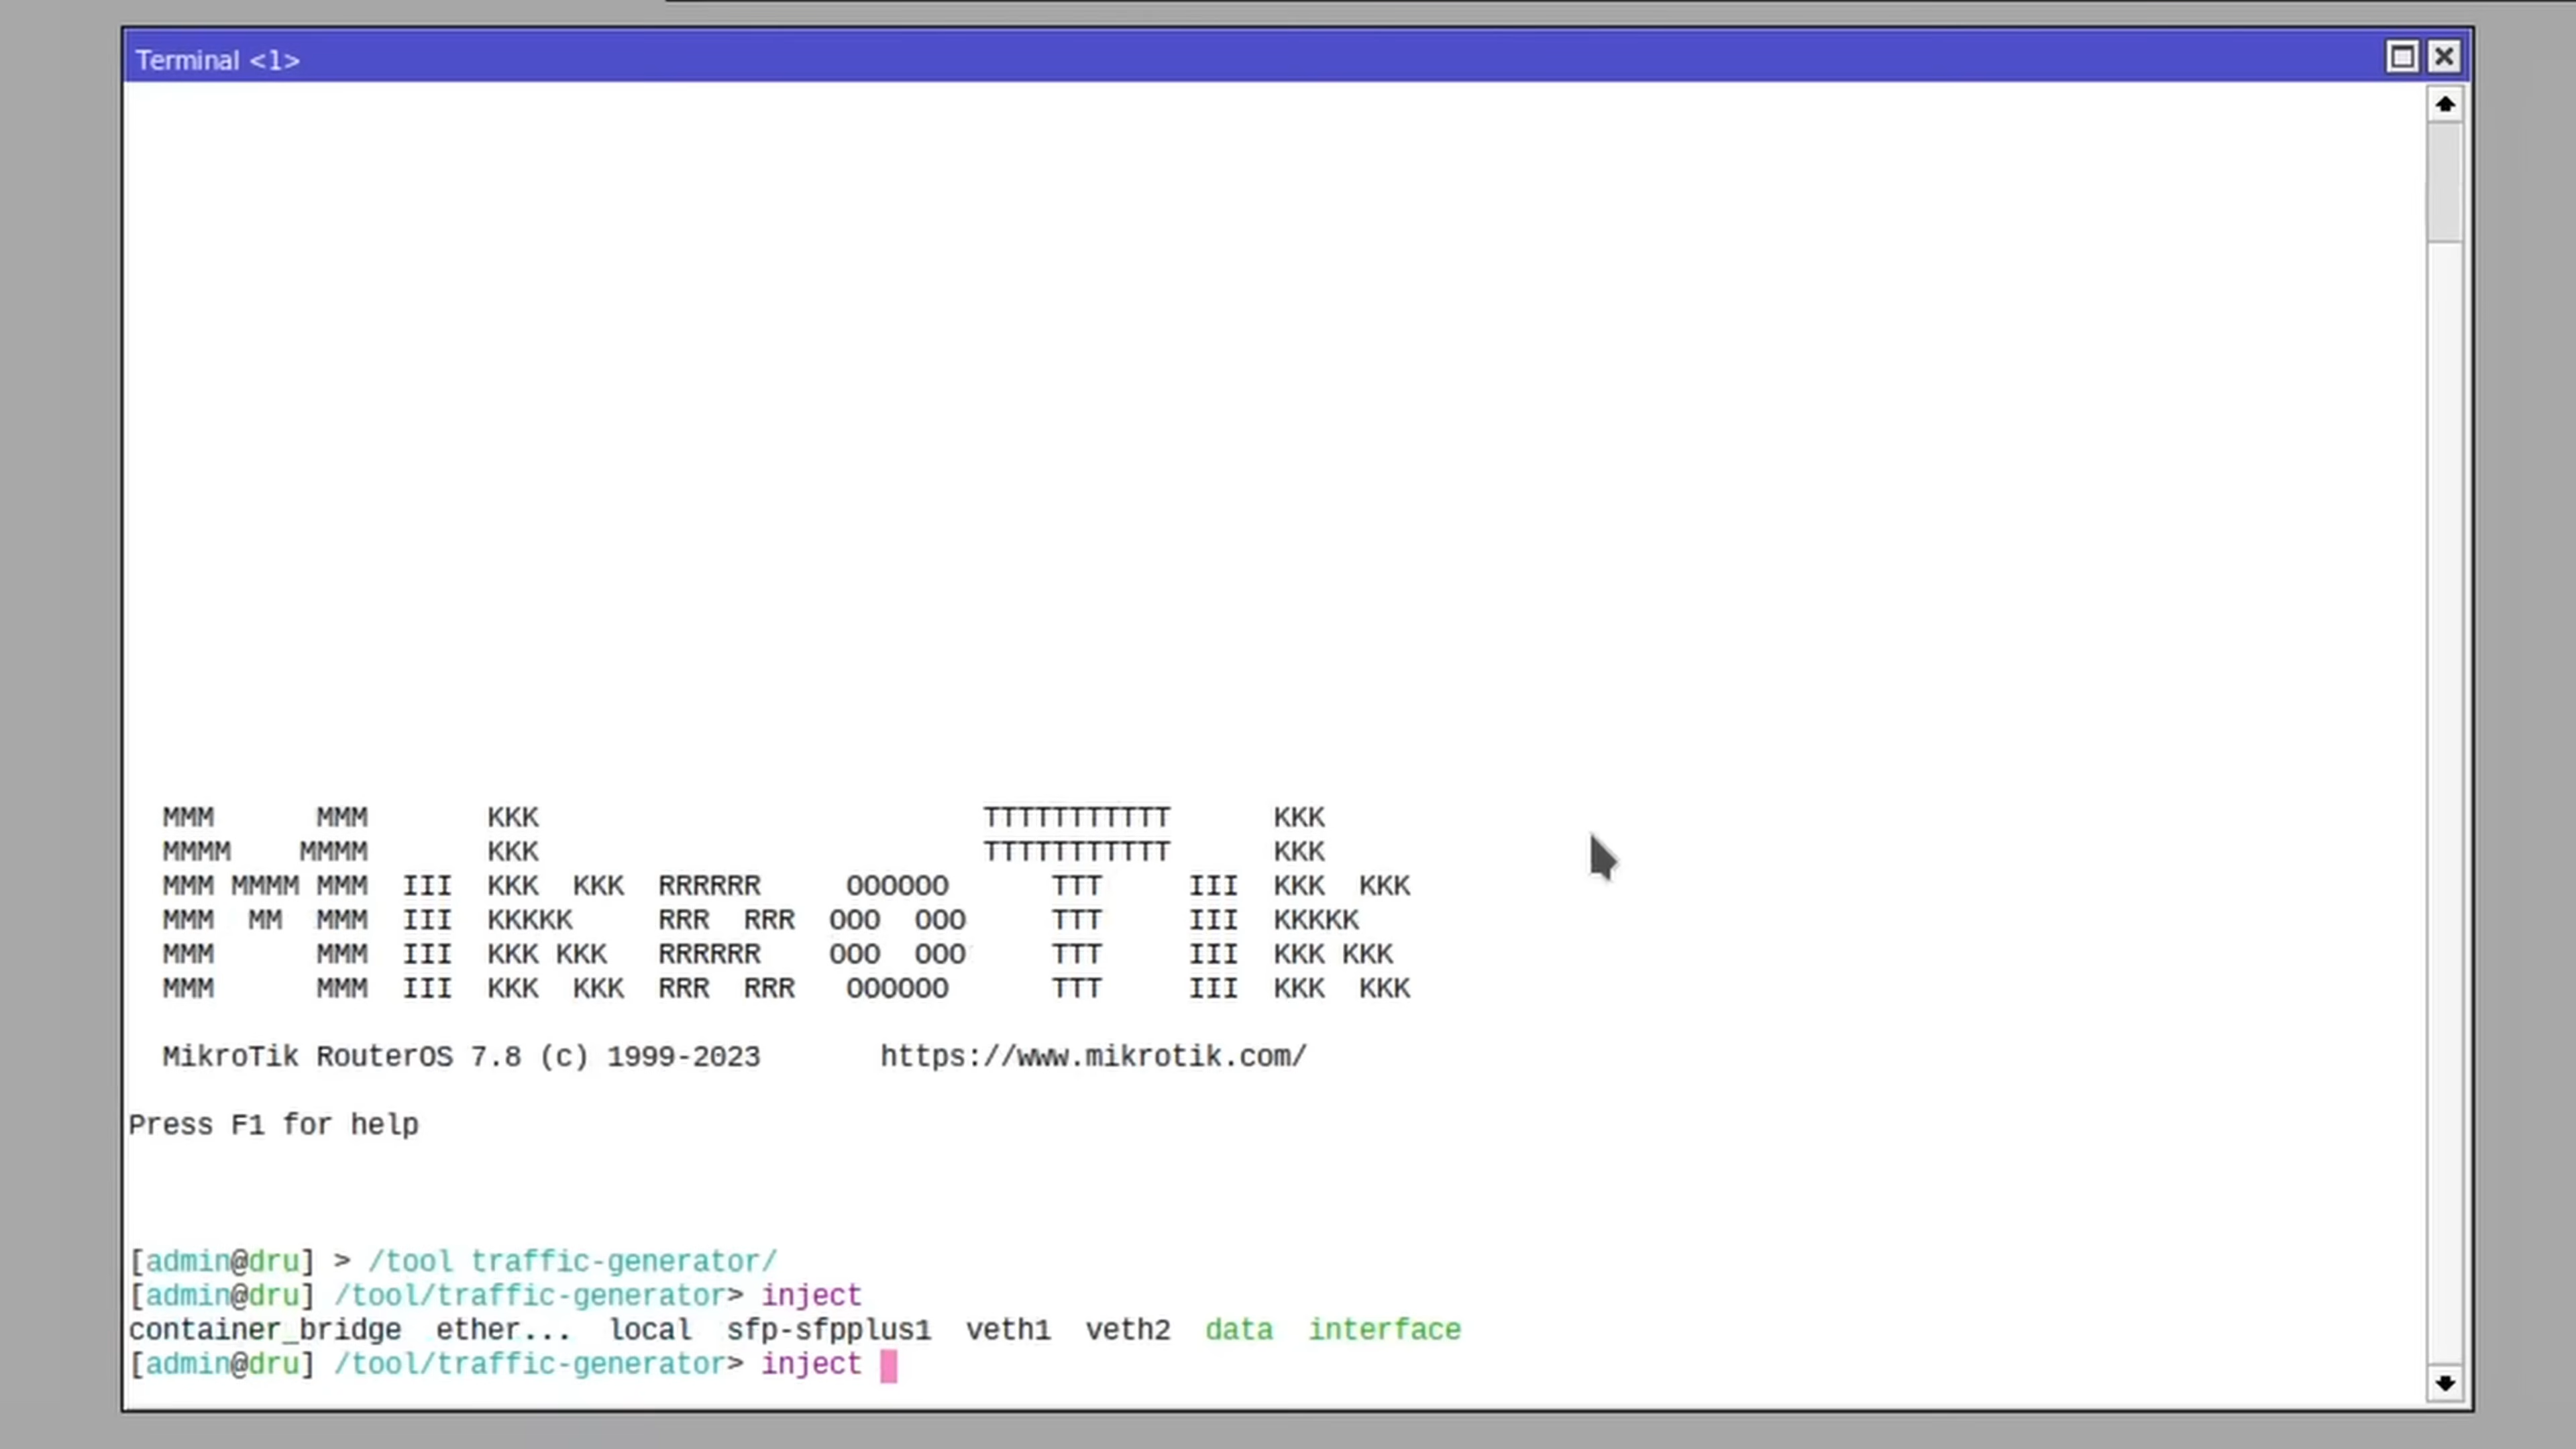 Terminal <1>
  MMM      MMM       KKK                          TTTTTTTTTTT      KKK
  MMMM    MMMM       KKK                          TTTTTTTTTTT      KKK
  MMM MMMM MMM  III  KKK  KKK  RRRRRR     OOOOOO      TTT     III  KKK  KKK
  MMM  MM  MMM  III  KKKKK     RRR  RRR  OOO  OOO     TTT     III  KKKKK
  MMM      MMM  III  KKK KKK   RRRRRR    OOO  OOO     TTT     III  KKK KKK
  MMM      MMM  III  KKK  KKK  RRR  RRR   OOOOOO      TTT     III  KKK  KKK
  MikroTik RouterOS 7.8 (c) 1999-2023       https://www.mikrotik.com/
Press F1 for help
[admin@dru] > /tool traffic-generator/
[admin@dru] /tool/traffic-generator> inject
container_bridge  ether...  local  sfp-sfpplus1  veth1  veth2  data  interface
[admin@dru] /tool/traffic-generator> inject